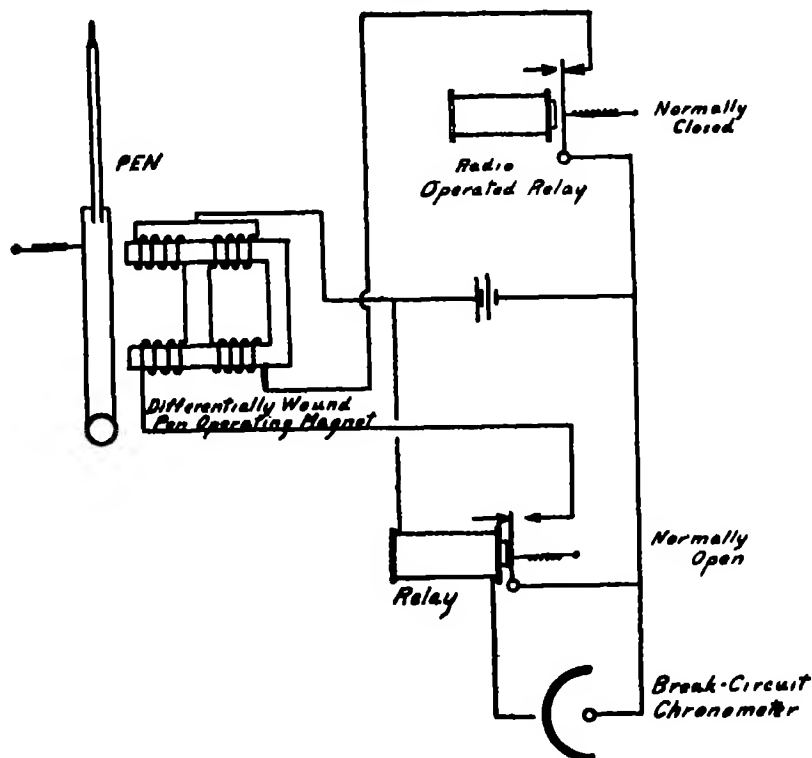 PEN
Normally
Closed
Radio
Operated Relay
Differentially Wound
Pen Operating Magnet
Normally
Open
Relay
Break-Circuit
Chronometer